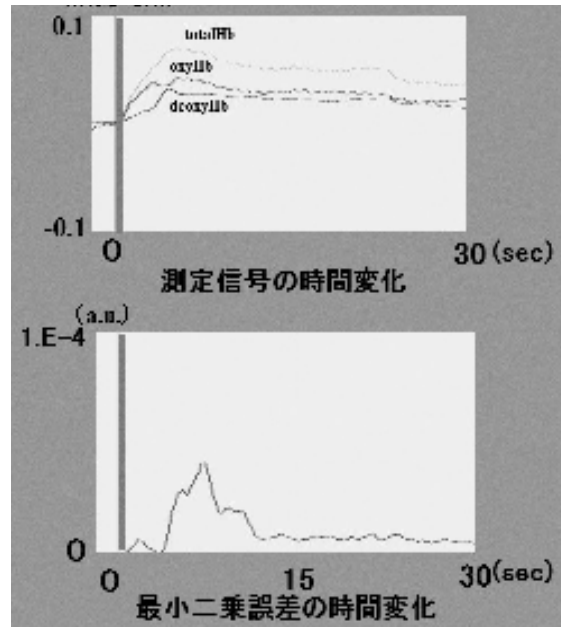 0.1
totalHb
oxyHb
deoxyHb
-0.1
0
30(sec)
測定信号の時間変化
(a.u.)
1.E-4
0
0
15
30(sec)
最小二乗誤差の時間変化